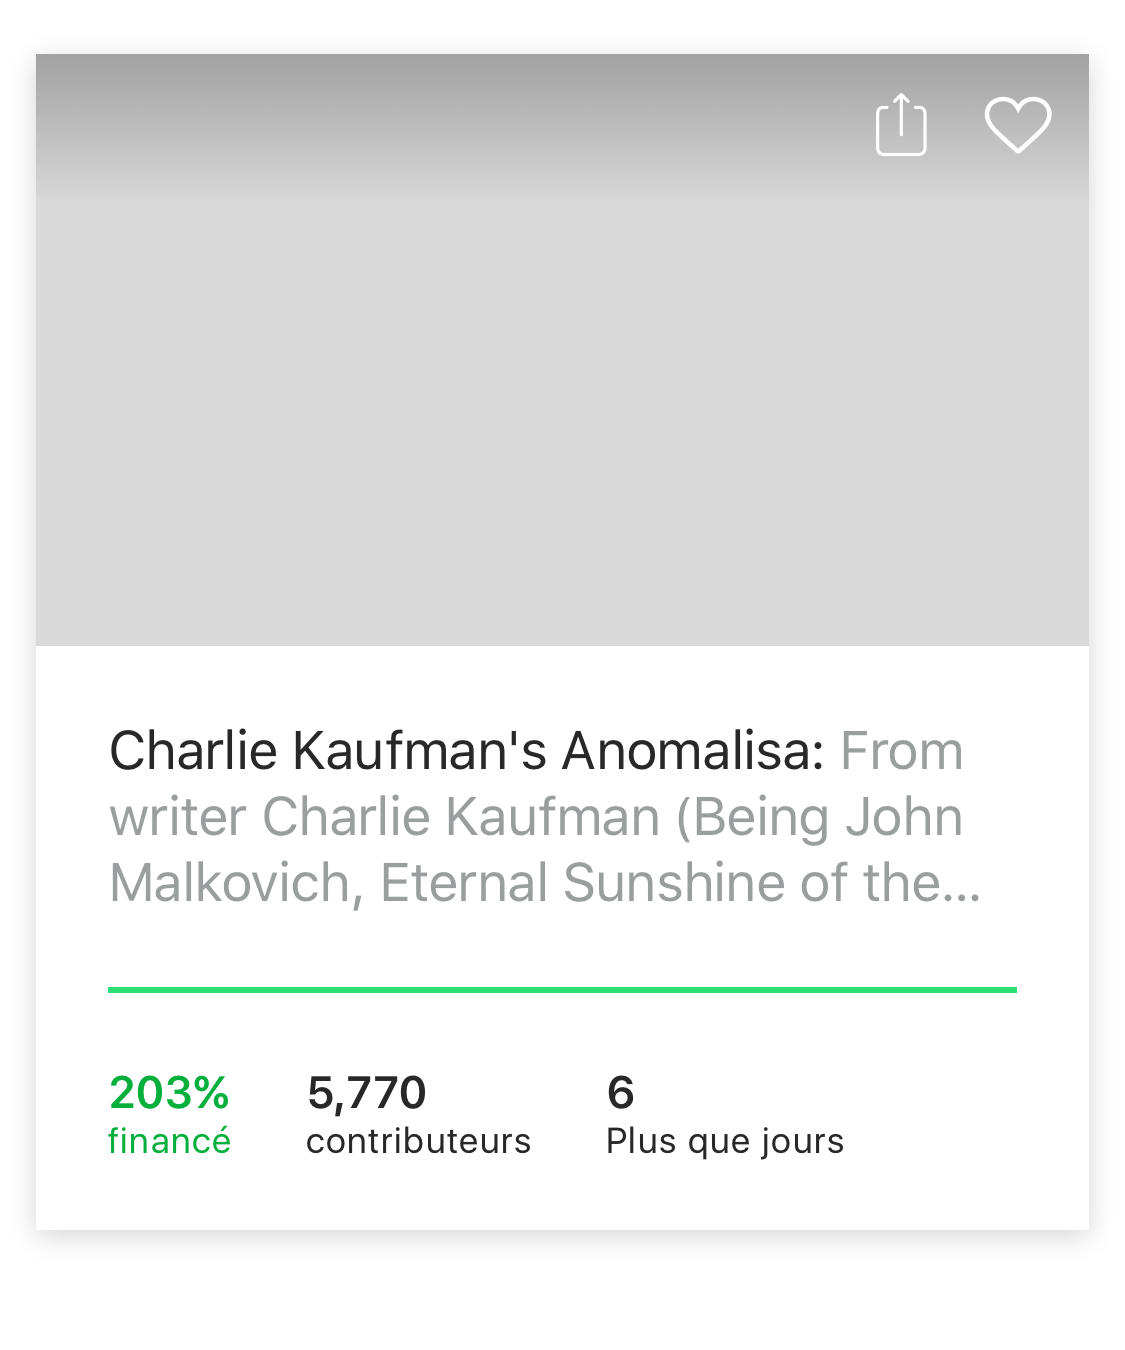 Charlie Kaufman's Anomalisa: From
writer Charlie Kaufman (Being John
Malkovich, Eternal Sunshine of the...
203%
financé
5,770
contributeurs
6
Plus que jours